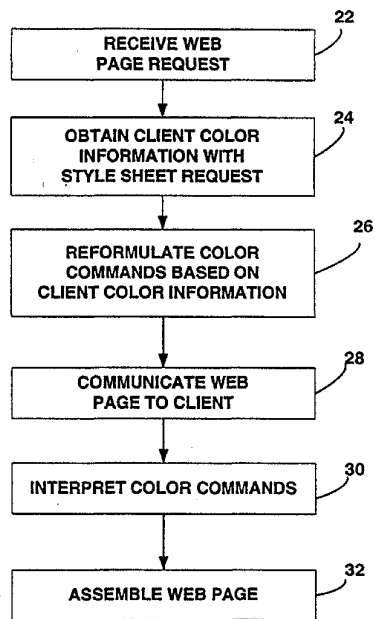 22
RECEIVE WEB
PAGE REQUEST
24
OBTAIN CLIENT COLOR
INFORMATION WITH
STYLE SHEET REQUEST
26
REFORMULATE COLOR
COMMANDS BASED ON
CLIENT COLOR INFORMATION
28
COMMUNICATE WEB
PAGE TO CLIENT
30
INTERPRET COLOR COMMANDS
32
ASSEMBLE WEB PAGE